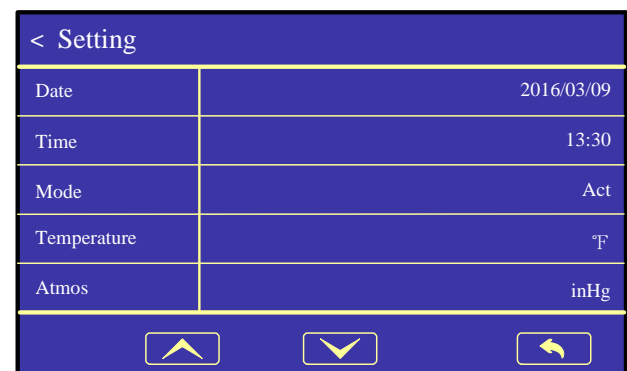 < Setting
Date 2016/03/09
Time 13:30
Mode Act
Temperature ℉
Atmos inHg